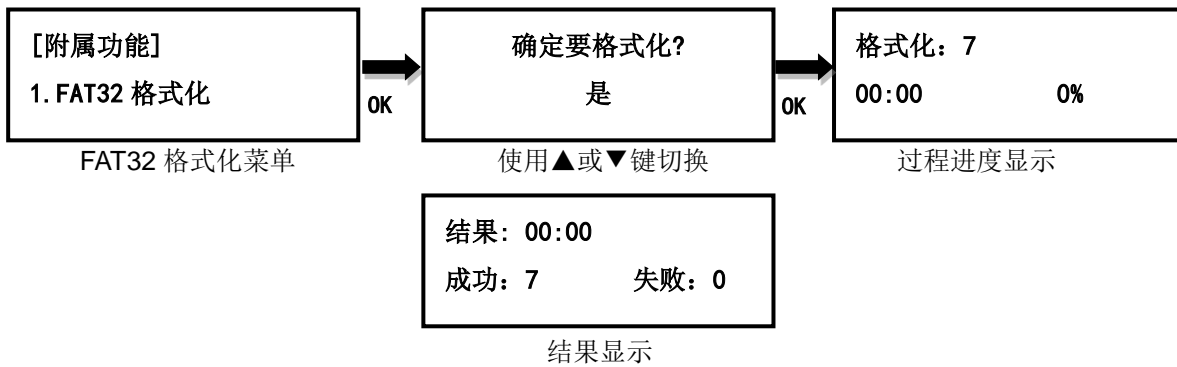 [附属功能]
1.FAT32 格式化
OK
FAT32 格式化菜单
确定要格式化?
是
OK
使用▲或▼键切换
格式化: 7
00:00 0%
过程进度显示
结果: 00:00
成功: 7 失败: 0
结果显示